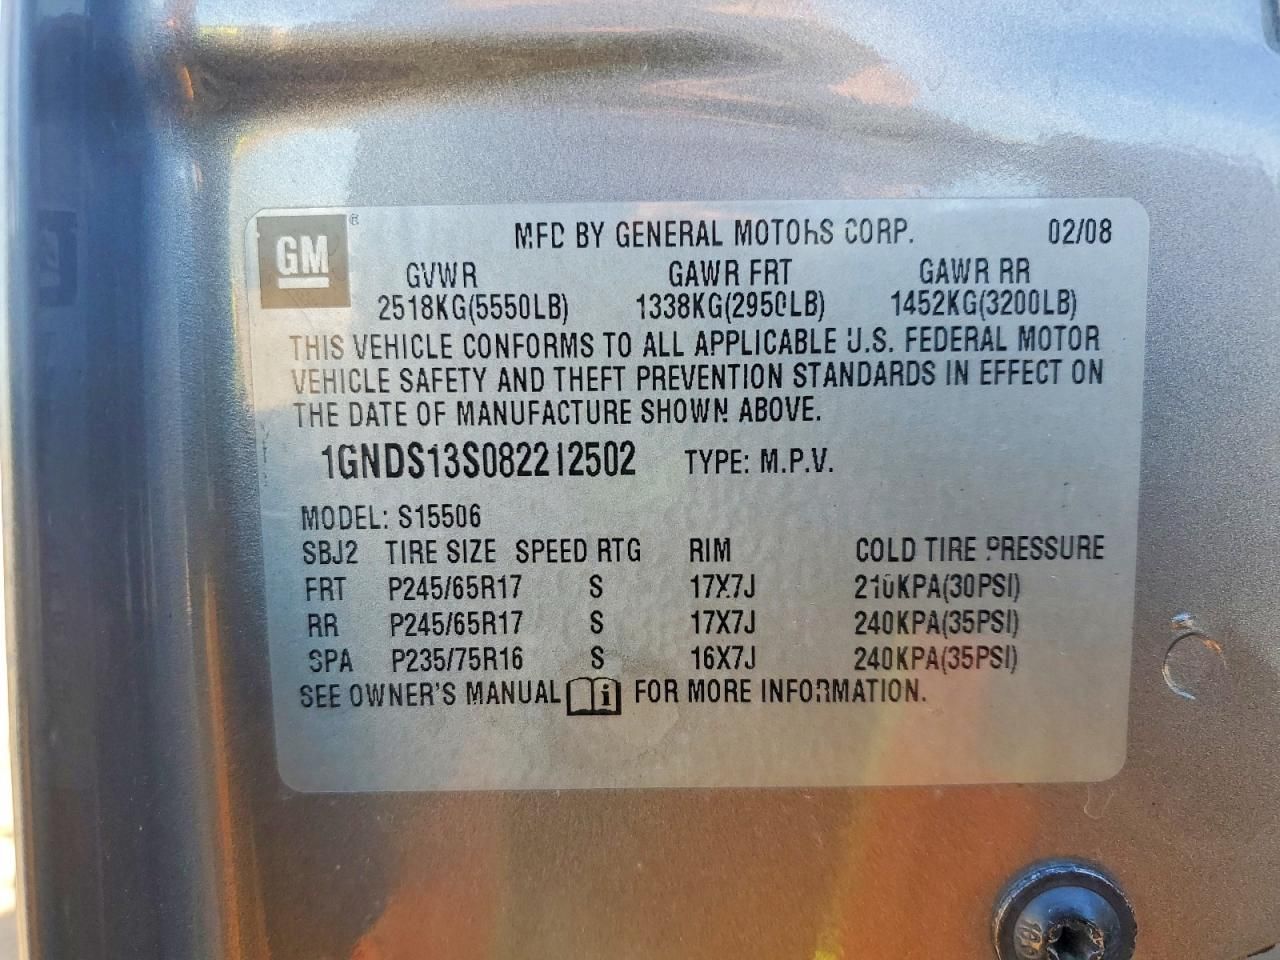 GM ® MFD BY GENERAL MOTORS CORP. 02/08
GVWR GAWR FRT GAWR RR
2518KG(5550LB) 1338KG(2950LB) 1452KG(3200LB)
THIS VEHICLE CONFORMS TO ALL APPLICABLE U.S. FEDERAL MOTOR
VEHICLE SAFETY AND THEFT PREVENTION STANDARDS IN EFFECT ON
THE DATE OF MANUFACTURE SHOWN ABOVE.
1GNDS13S082212502 TYPE: M.P.V.
MODEL: S15506
SBJ2 TIRE SIZE SPEED RTG RIM COLD TIRE PRESSURE
FRT P245/65R17 S 17X7J 210KPA(30PSI)
RR P245/65R17 S 17X7J 240KPA(35PSI)
SPA P235/75R16 S 16X7J 240KPA(35PSI)
SEE OWNER'S MANUAL i FOR MORE INFORMATION.